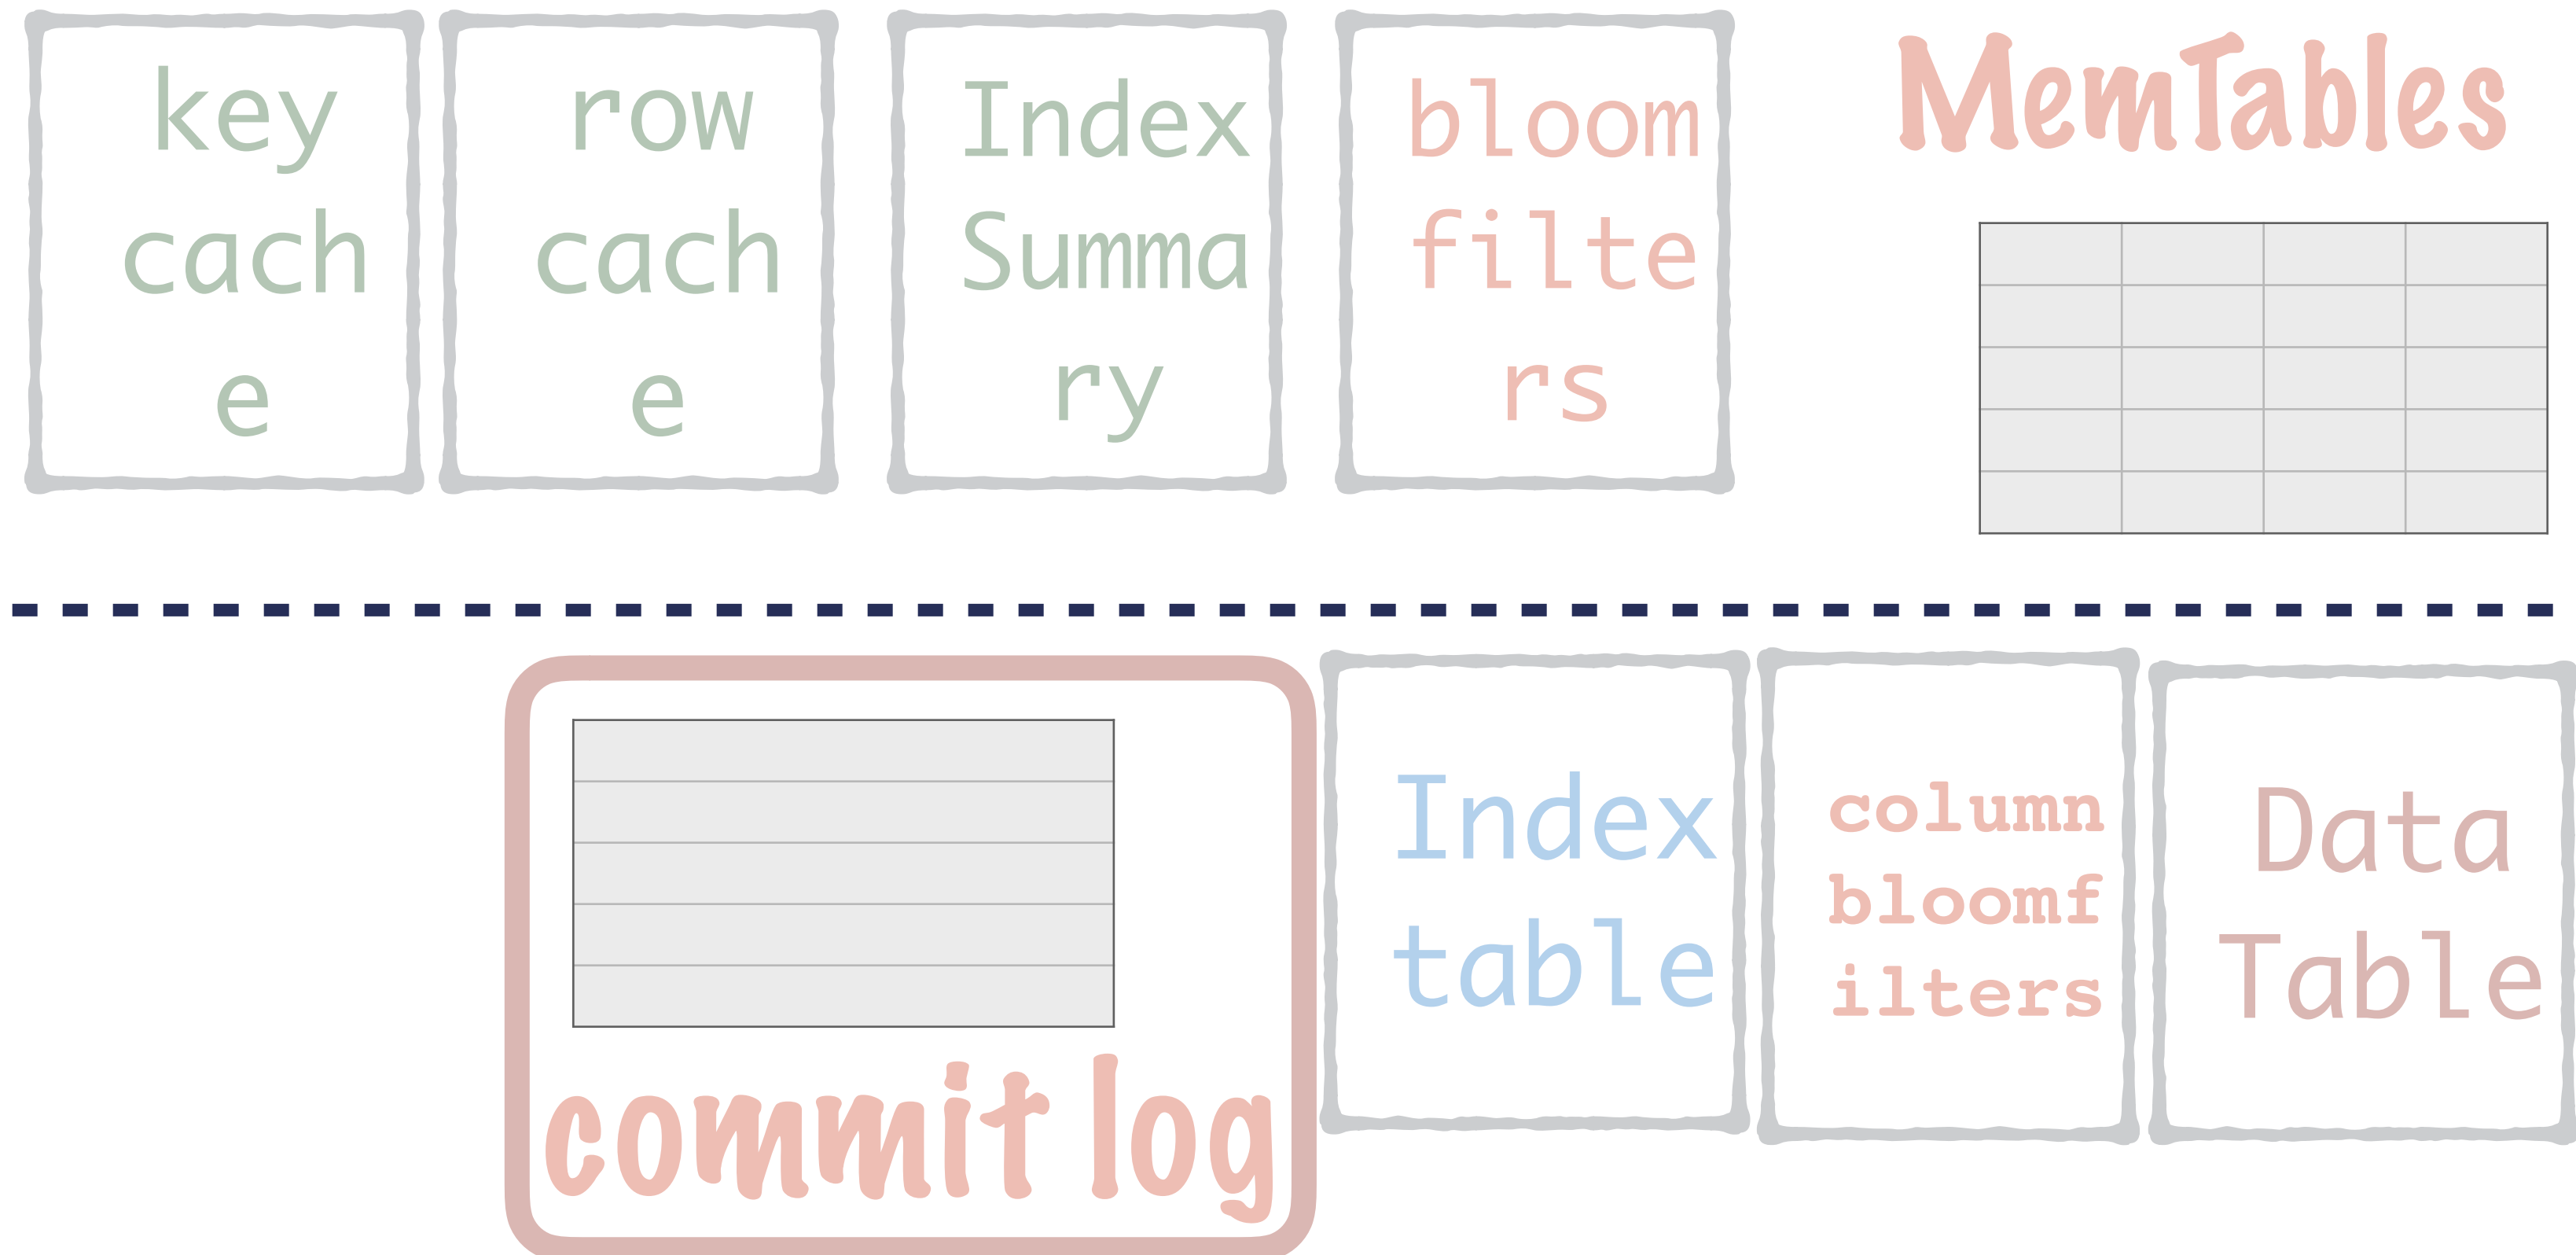 key
cach
e
row
cach
e
Index
Summa
ry
bloom
filte
rs
MemTables
commit log
Index
table
column
bloomf
ilters
Data
Table